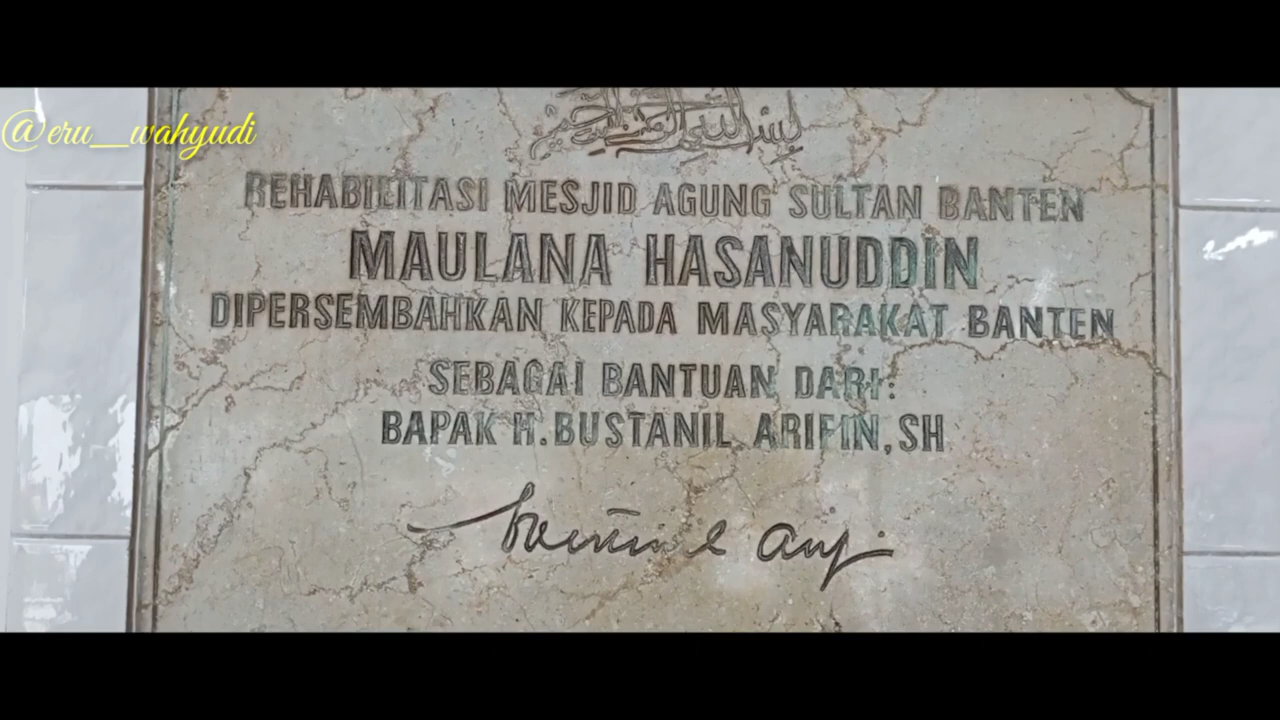 @eru__wahyudi
بسم الله الرحمن الرحيم
REHABILITASI MESJID AGUNG SULTAN BANTEN
MAULANA HASANUDDIN
DIPERSEMBAHKAN KEPADA MASYARAKAT BANTEN
SEBAGAI BANTUAN DARI:
BAPAK H.BUSTANIL ARIFIN,SH